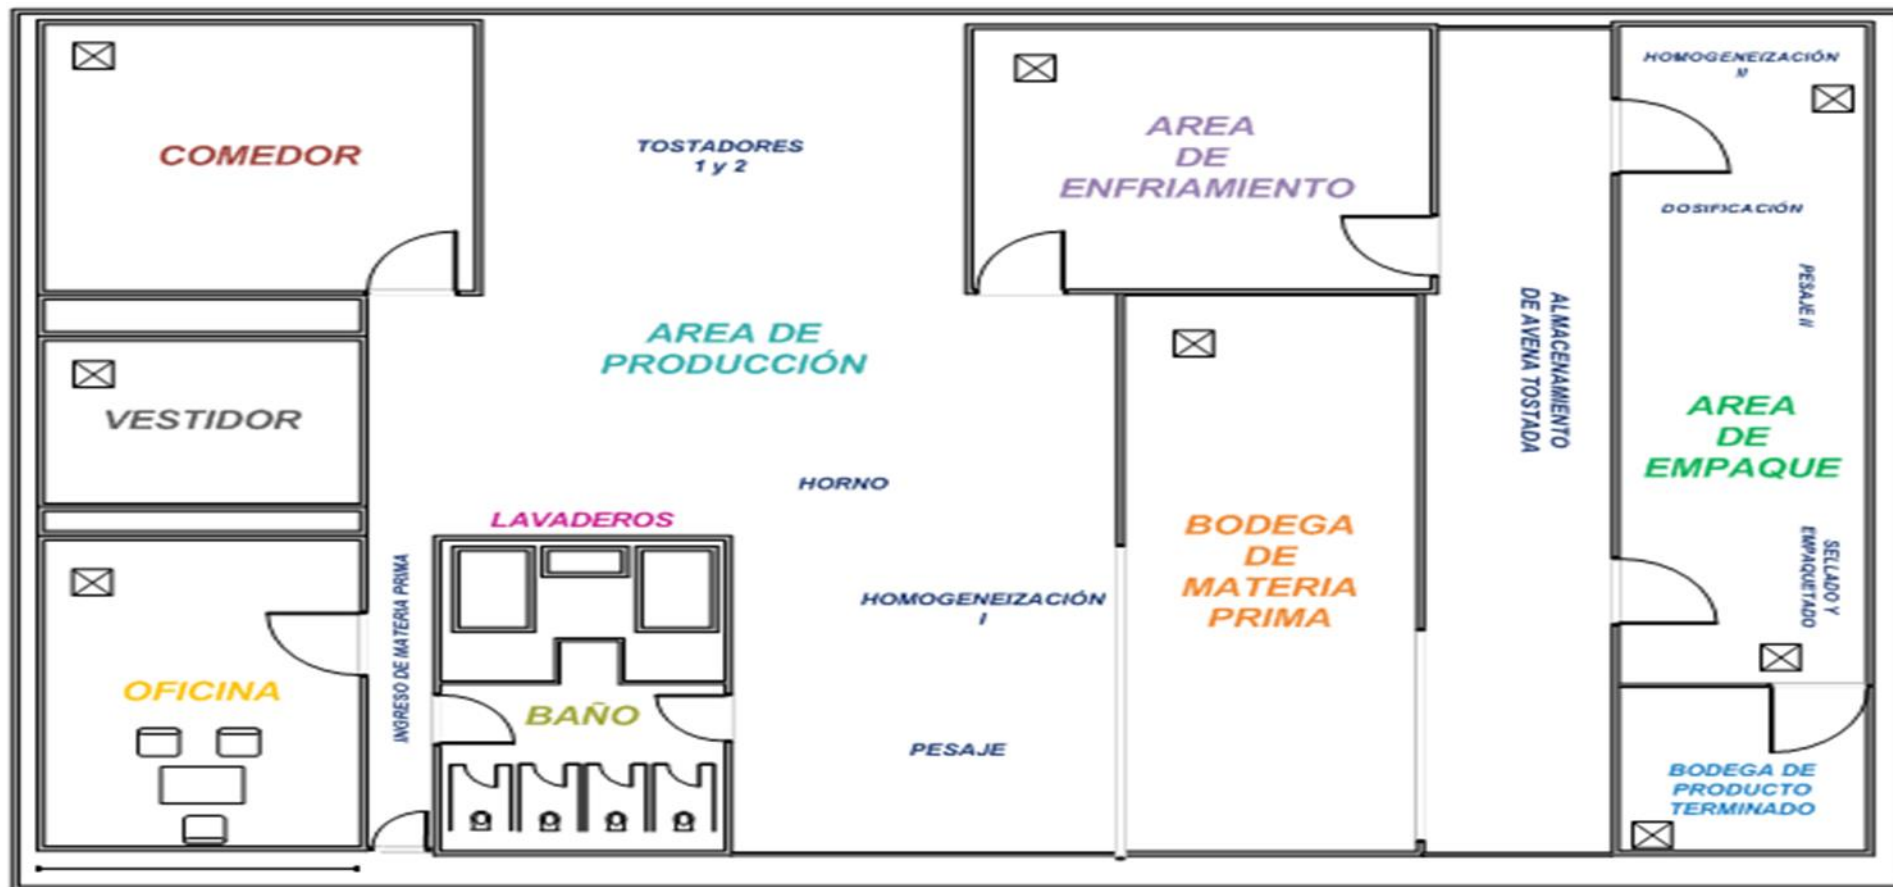 COMEDOR
TOSTADORES
1 y 2
AREA
DE
ENFRIAMIENTO
HOMOGENEIZACIÓN
II
DOSIFICACIÓN
PESAJE II
VESTIDOR
AREA DE
PRODUCCIÓN
ALMACENAMIENTO
DE AVENA TOSTADA
AREA
DE
EMPAQUE
HORNO
LAVADEROS
BODEGA
DE
MATERIA
PRIMA
INGRESO DE MATERIA PRIMA
HOMOGENEIZACIÓN
I
SELLADO Y
EMPAQUETADO
OFICINA
BAÑO
PESAJE
BODEGA DE
PRODUCTO
TERMINADO